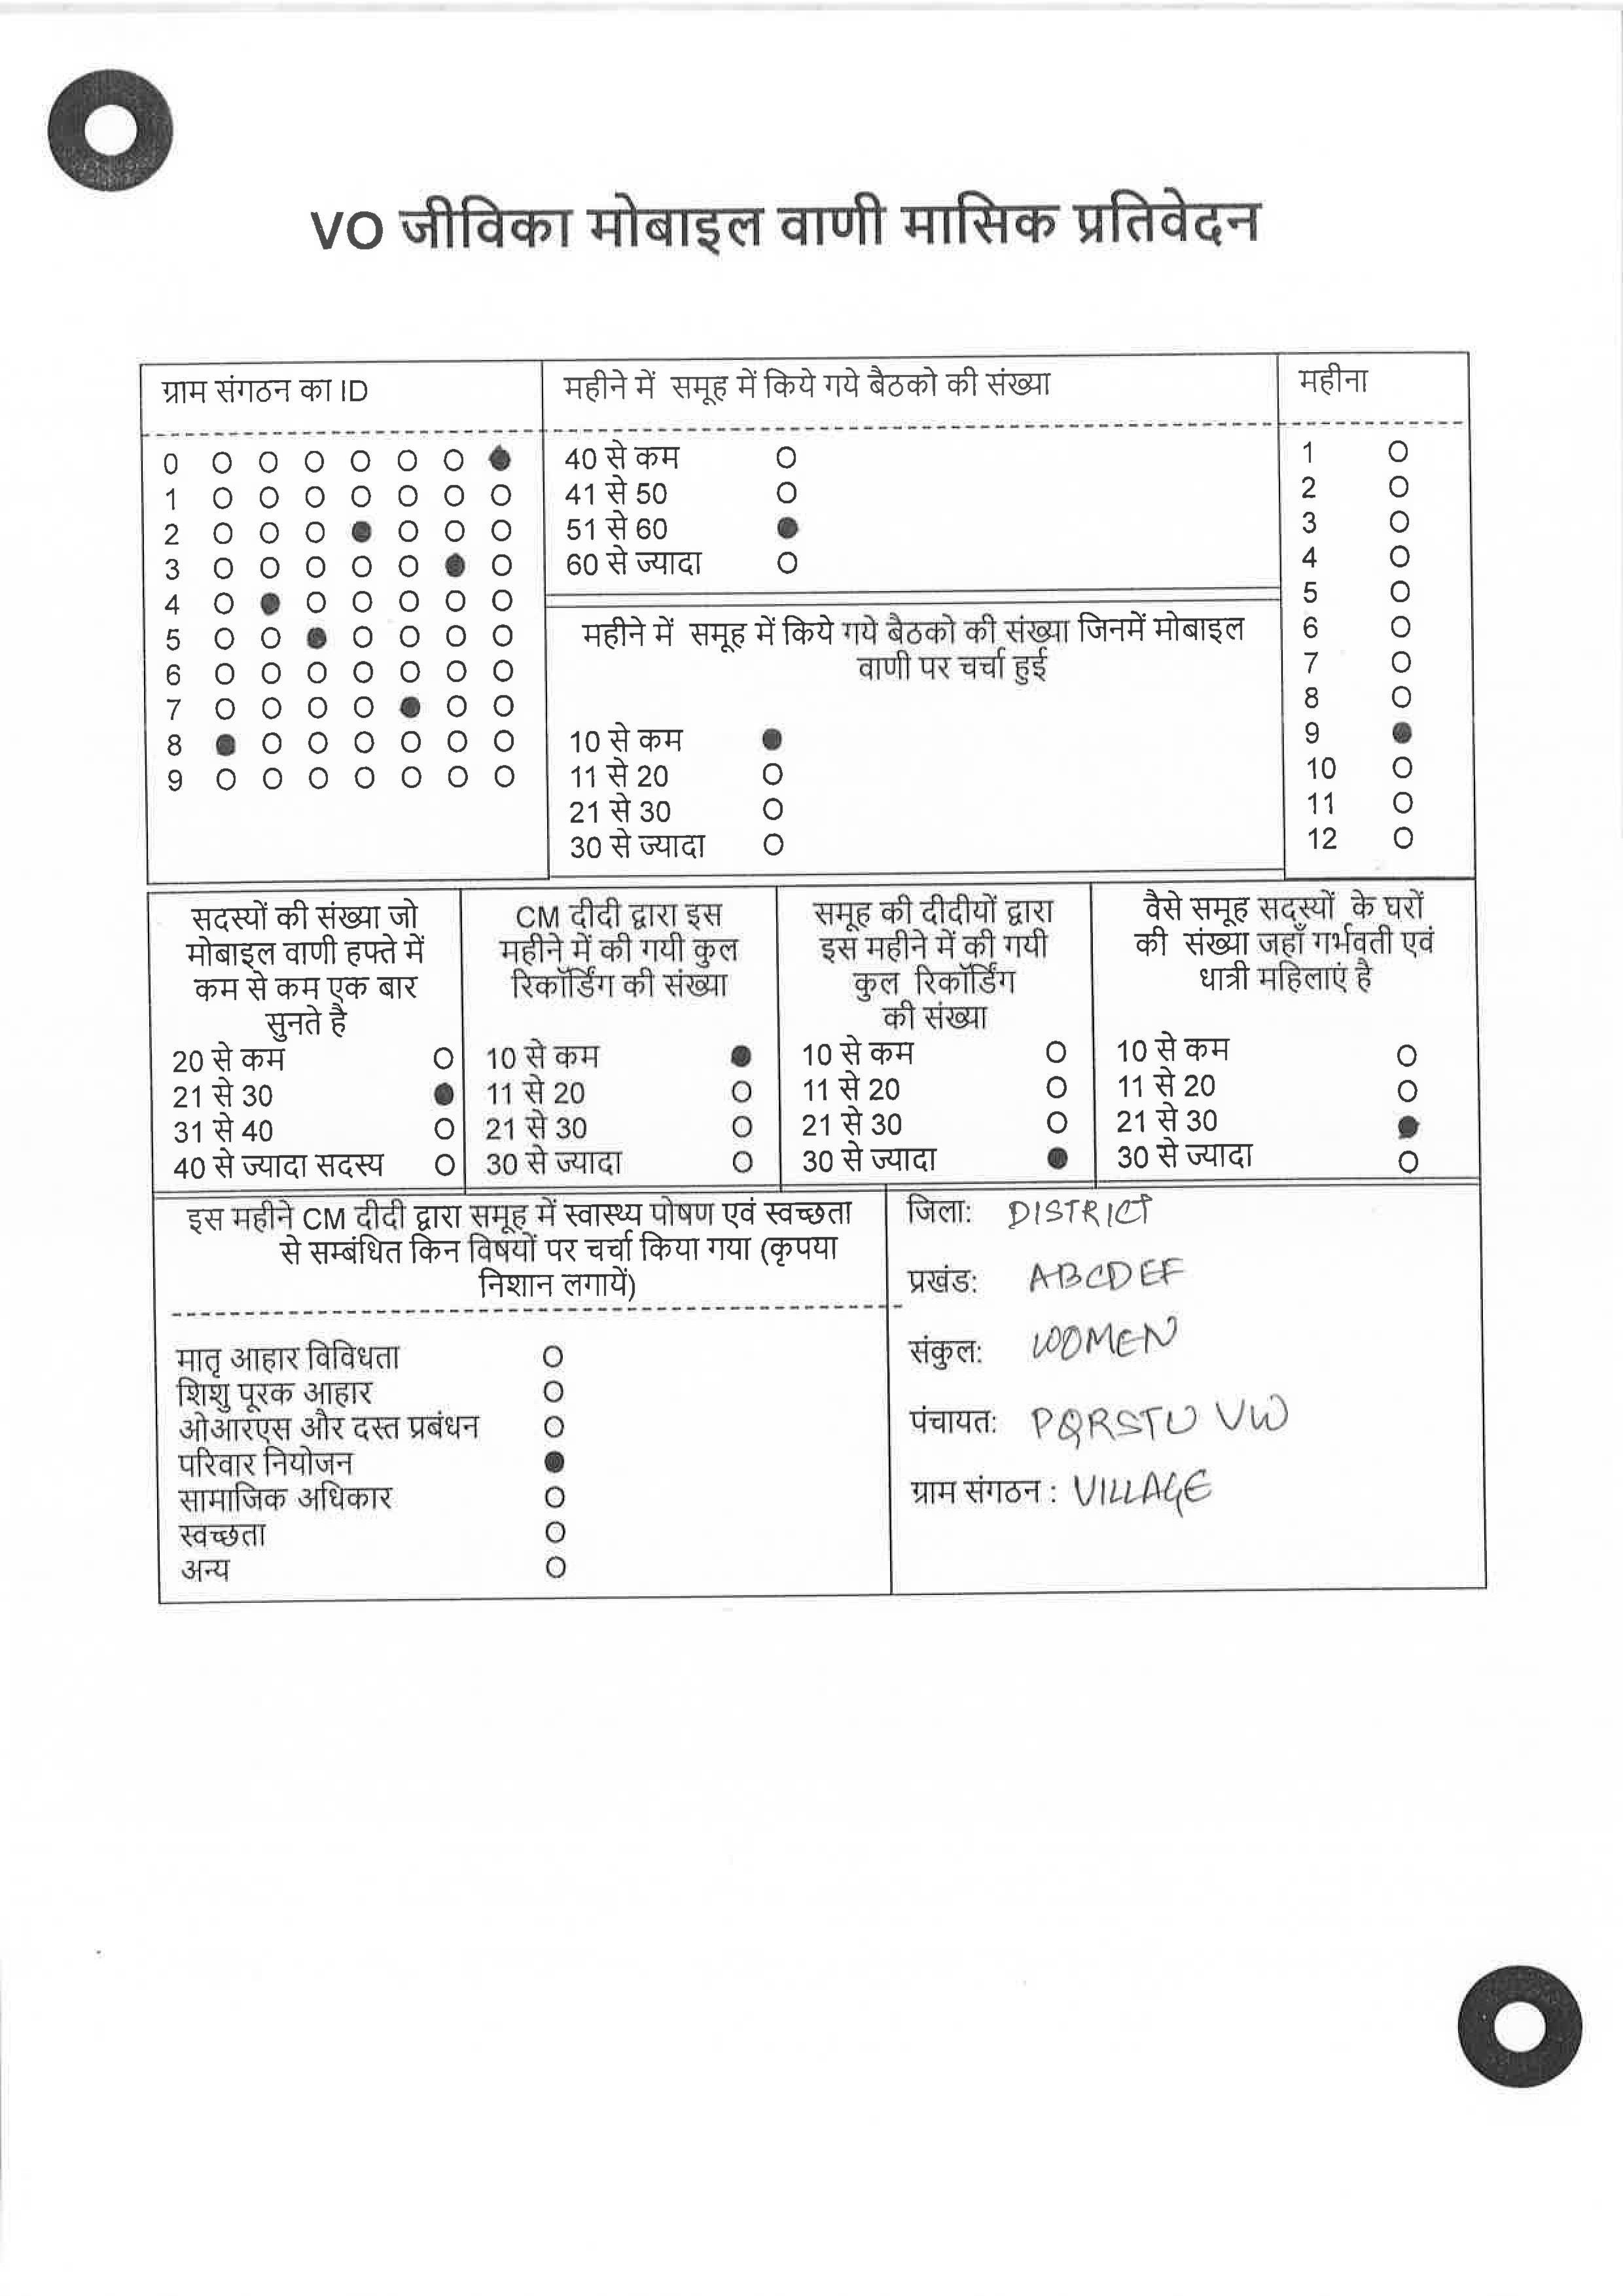 VO जीविका मोबाइल वाणी मासिक प्रतिवेदन
ग्राम संगठन का ID
0
1
2
3
4
5
6
7
8
9
महीने में समूह में किये गये बैठको की संख्या
40 से कम
41 से 50
51 से 60
60 से ज्यादा
महीने में समूह में किये गये बैठको की संख्या जिनमें मोबाइल
वाणी पर चर्चा हुई
10 से कम
11 से 20
21 से 30
30 से ज्यादा
महीना
1
2
3
4
5
6
7
8
9
10
11
12
सदस्यों की संख्या जो
मोबाइल वाणी हफ्ते में
कम से कम एक बार
सुनते है
20 से कम
21 से 30
31 से 40
40 से ज्यादा सदस्य
CM दीदी द्वारा इस
महीने में की गयी कुल
रिकॉर्डिंग की संख्या
10 से कम
11 से 20
21 से 30
30 से ज्यादा
समूह की दीदीयों द्वारा
इस महीने में की गयी
कुल रिकॉर्डिंग
की संख्या
10 से कम
11 से 20
21 से 30
30 से ज्यादा
वैसे समूह सदस्यों के घरों
की संख्या जहाँ गर्भवती एवं
धात्री महिलाएं है
10 से कम
11 से 20
21 से 30
30 से ज्यादा
इस महीने CM दीदी द्वारा समूह में स्वास्थ्य पोषण एवं स्वच्छता
से सम्बंधित किन विषयों पर चर्चा किया गया (कृपया
निशान लगायें)
मातृ आहार विविधता
शिशु पूरक आहार
ओआरएस और दस्त प्रबंधन
परिवार नियोजन
सामाजिक अधिकार
स्वच्छता
अन्य
जिला: DISTRICT
प्रखंड: ABCDEF
संकुल: WOMEN
पंचायत: PQRSTU VW
ग्राम संगठन : VILLAGE